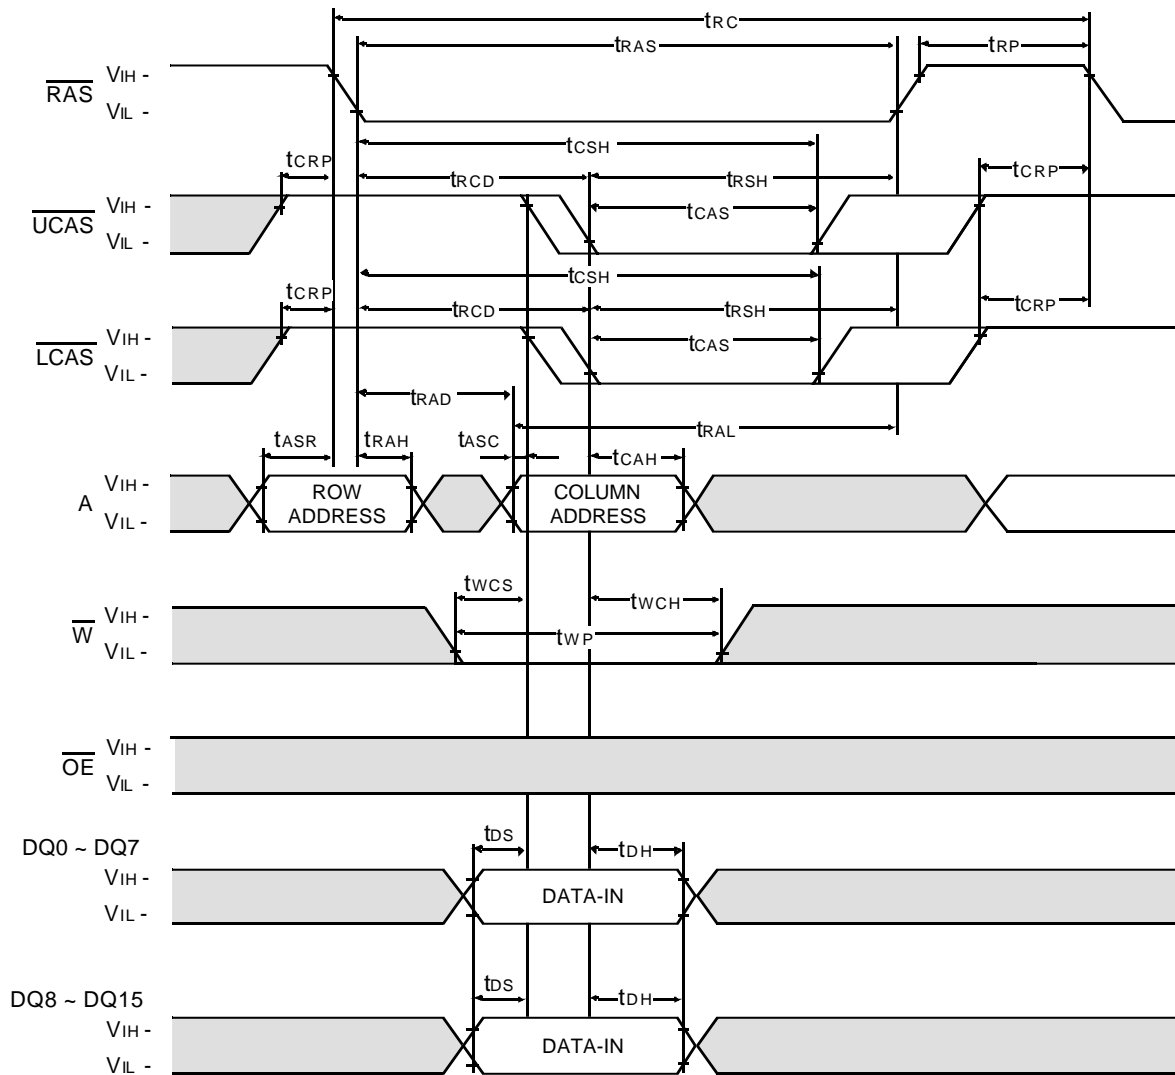 tRC
tRAS
tRP
RAS
VIH -
VIL -
tCSH
tCRP
tRCD
tRSH
tCRP
UCAS
VIH -
VIL -
tCAS
tCSH
tCRP
tRCD
tRSH
tCRP
LCAS
VIH -
VIL -
tCAS
tRAD
tRAL
tASR
tRAH
tASC
tCAH
A
VIH -
VIL -
ROW
ADDRESS
COLUMN
ADDRESS
tWCS
tWCH
tWP
W
VIH -
VIL -
OE
VIH -
VIL -
DQ0 ~ DQ7
tDS
tDH
VIH -
VIL -
DATA-IN
DQ8 ~ DQ15
tDS
tDH
VIH -
VIL -
DATA-IN